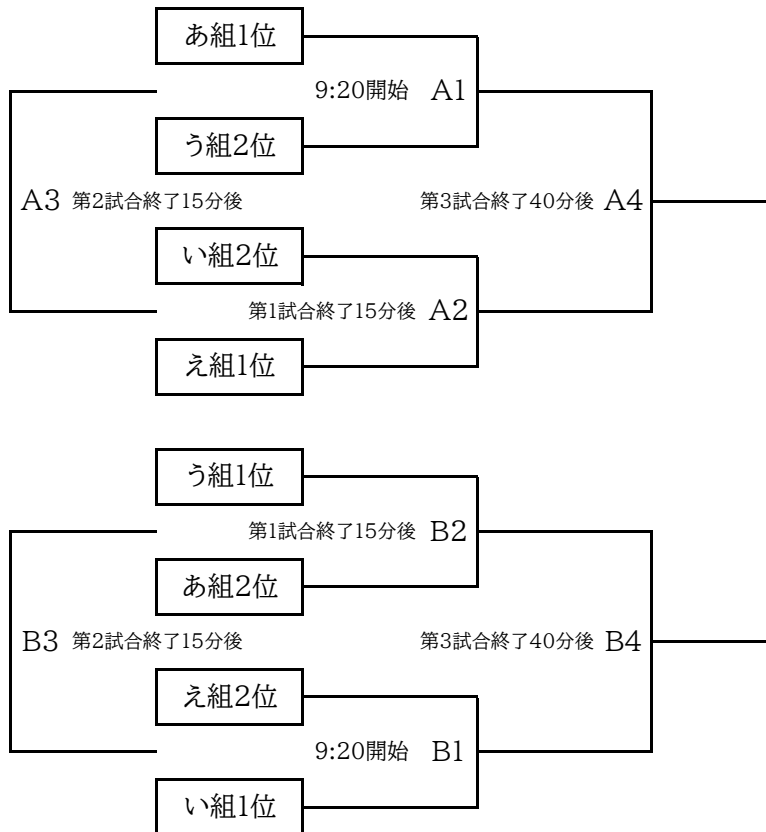 あ組1位
9:20開始 A1
う組2位
A3 第2試合終了15分後
第3試合終了40分後 A4
い組2位
第1試合終了15分後 A2
え組1位
う組1位
第1試合終了15分後 B2
あ組2位
B3 第2試合終了15分後
第3試合終了40分後 B4
え組2位
9:20開始 B1
い組1位